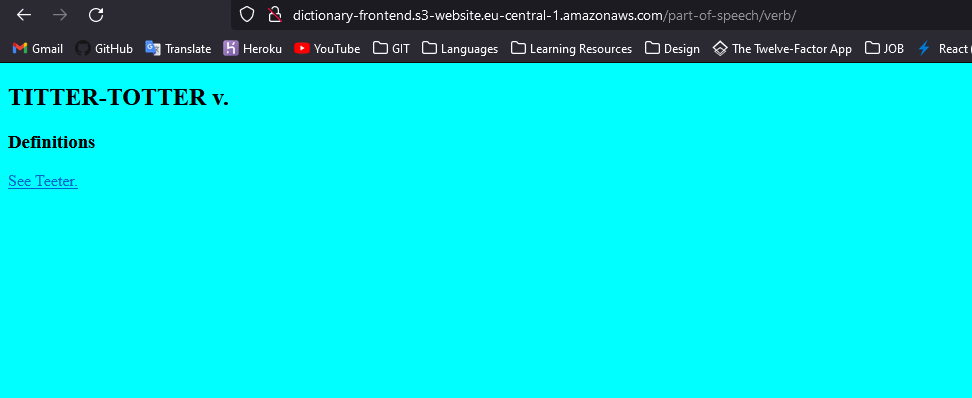 dictionary-frontend.s3-website.eu-central-1.amazonaws.com/part-of-speech/verb/
Gmail GitHub Translate Heroku YouTube GIT Languages Learning Resources Design The Twelve-Factor App JOB React
TITTER-TOTTER v.
Definitions
See Teeter.